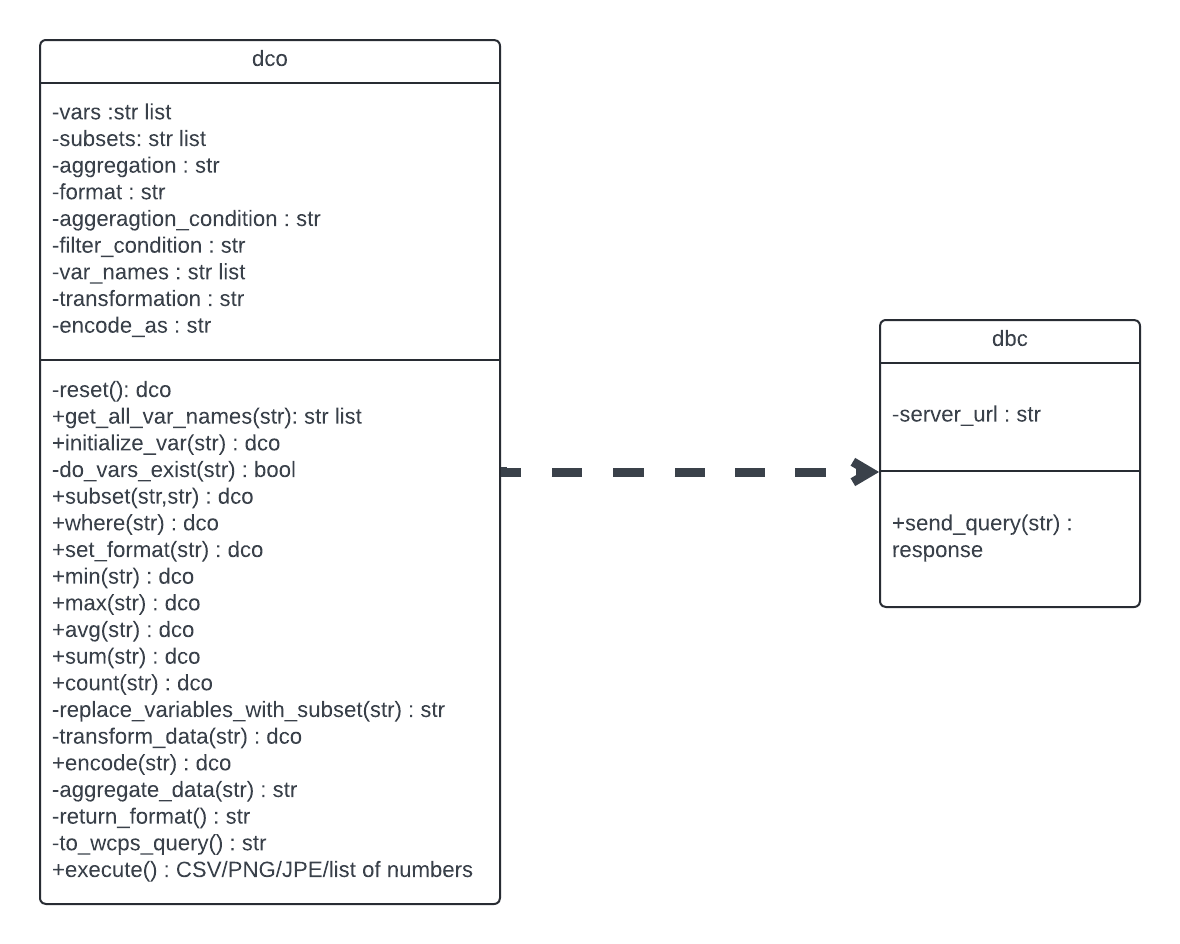 dco
-vars :str list
-subsets: str list
-aggregation : str
-format : str
-aggeragtion_condition : str
-filter_condition : str
-var_names : str list
-transformation : str
-encode_as : str
-reset(): dco
+get_all_var_names(str): str list
+initialize_var(str) : dco
-do_vars_exist(str) : bool
+subset(str,str) : dco
+where(str) : dco
+set_format(str) : dco
+min(str) : dco
+max(str) : dco
+avg(str) : dco
+sum(str) : dco
+count(str) : dco
-replace_variables_with_subset(str) : str
-transform_data(str) : dco
+encode(str) : dco
-aggregate_data(str) : str
-return_format() : str
-to_wcps_query() : str
+execute() : CSV/PNG/JPE/list of numbers
dbc
-server_url : str
+send_query(str) :
response